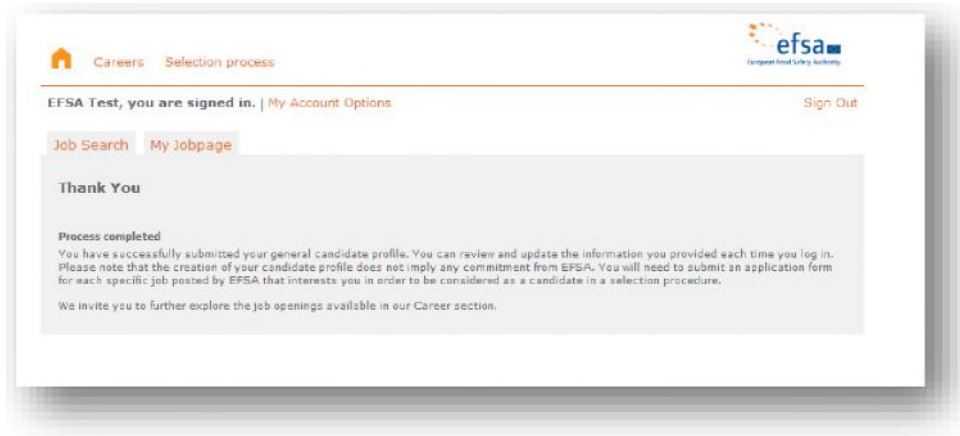 efsa
European Food Safety Authority
Careers Selection process
EFSA Test, you are signed in. | My Account Options Sign Out
Job Search My Jobpage
Thank You
Process completed
You have successfully submitted your general candidate profile. You can review and update the information you provided each time you log in.
Please note that the creation of your candidate profile does not imply any commitment from EFSA. You will need to submit an application form
for each specific job posted by EFSA that interests you in order to be considered as a candidate in a selection procedure.
We invite you to further explore the job openings available in our Career section.